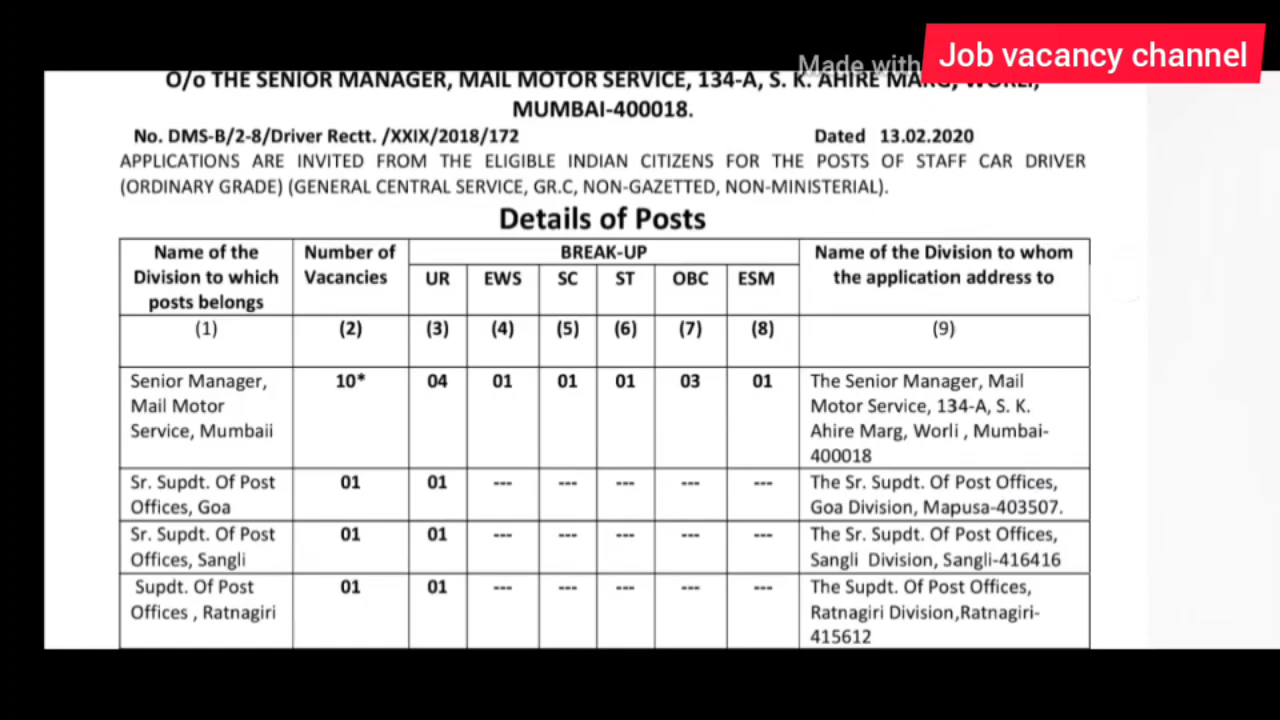 Made with
Job vacancy channel
O/o THE SENIOR MANAGER, MAIL MOTOR SERVICE, 134-A, S. K. AHIRE MARG, WORLI,
MUMBAI-400018.
No. DMS-B/2-8/Driver Rectt. /XXIX/2018/172 Dated 13.02.2020
APPLICATIONS ARE INVITED FROM THE ELIGIBLE INDIAN CITIZENS FOR THE POSTS OF STAFF CAR DRIVER
(ORDINARY GRADE) (GENERAL CENTRAL SERVICE, GR.C, NON-GAZETTED, NON-MINISTERIAL).
Details of Posts
Name of the Number of BREAK-UP Name of the Division to whom
Division to which Vacancies UR EWS SC ST OBC ESM the application address to
posts belongs
(1) (2) (3) (4) (5) (6) (7) (8) (9)
Senior Manager, 10* 04 01 01 01 03 01 The Senior Manager, Mail
Mail Motor Motor Service, 134-A, S. K.
Service, Mumbaii Ahire Marg, Worli , Mumbai-
400018
Sr. Supdt. Of Post 01 01 --- --- --- --- --- The Sr. Supdt. Of Post Offices,
Offices, Goa Goa Division, Mapusa-403507.
Sr. Supdt. Of Post 01 01 --- --- --- --- --- The Sr. Supdt. Of Post Offices,
Offices, Sangli Sangli Division, Sangli-416416
Supdt. Of Post 01 01 --- --- --- --- --- The Supdt. Of Post Offices,
Offices , Ratnagiri Ratnagiri Division,Ratnagiri-
415612